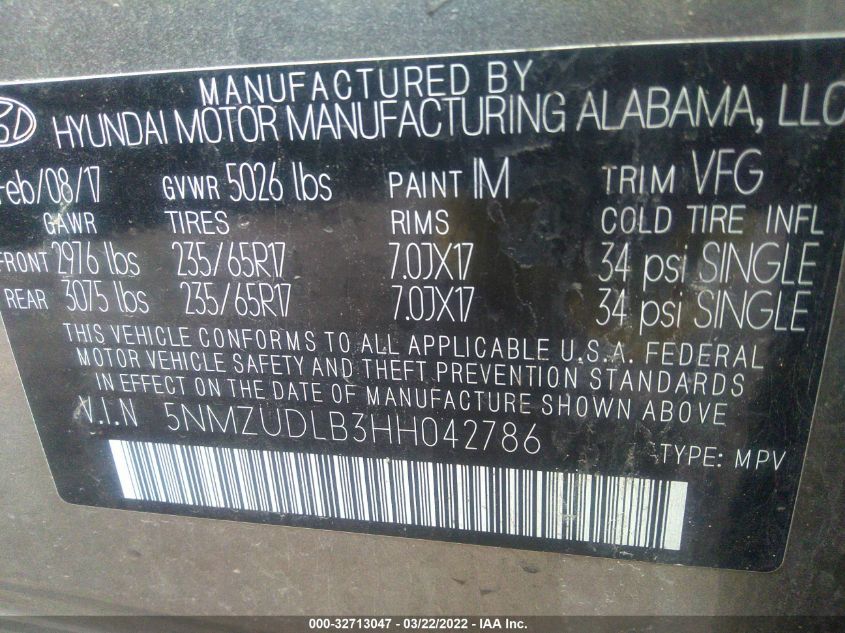 MANUFACTURED BY
HYUNDAI MOTOR MANUFACTURING ALABAMA, LLC
Feb/08/17 GVWR 5026 lbs PAINT IM TRIM VFG
GAWR TIRES RIMS COLD TIRE INFL
FRONT 2976 lbs 235/65R17 7.0JX17 34 psi SINGLE
REAR 3075 lbs 235/65R17 7.0JX17 34 psi SINGLE
THIS VEHICLE CONFORMS TO ALL APPLICABLE U.S.A. FEDERAL
MOTOR VEHICLE SAFETY AND THEFT PREVENTION STANDARDS
IN EFFECT ON THE DATE OF MANUFACTURE SHOWN ABOVE
V.I.N 5NMZUDLB3HH042786
TYPE: MPV
000-32713047 - 03/22/2022 - IAA Inc.